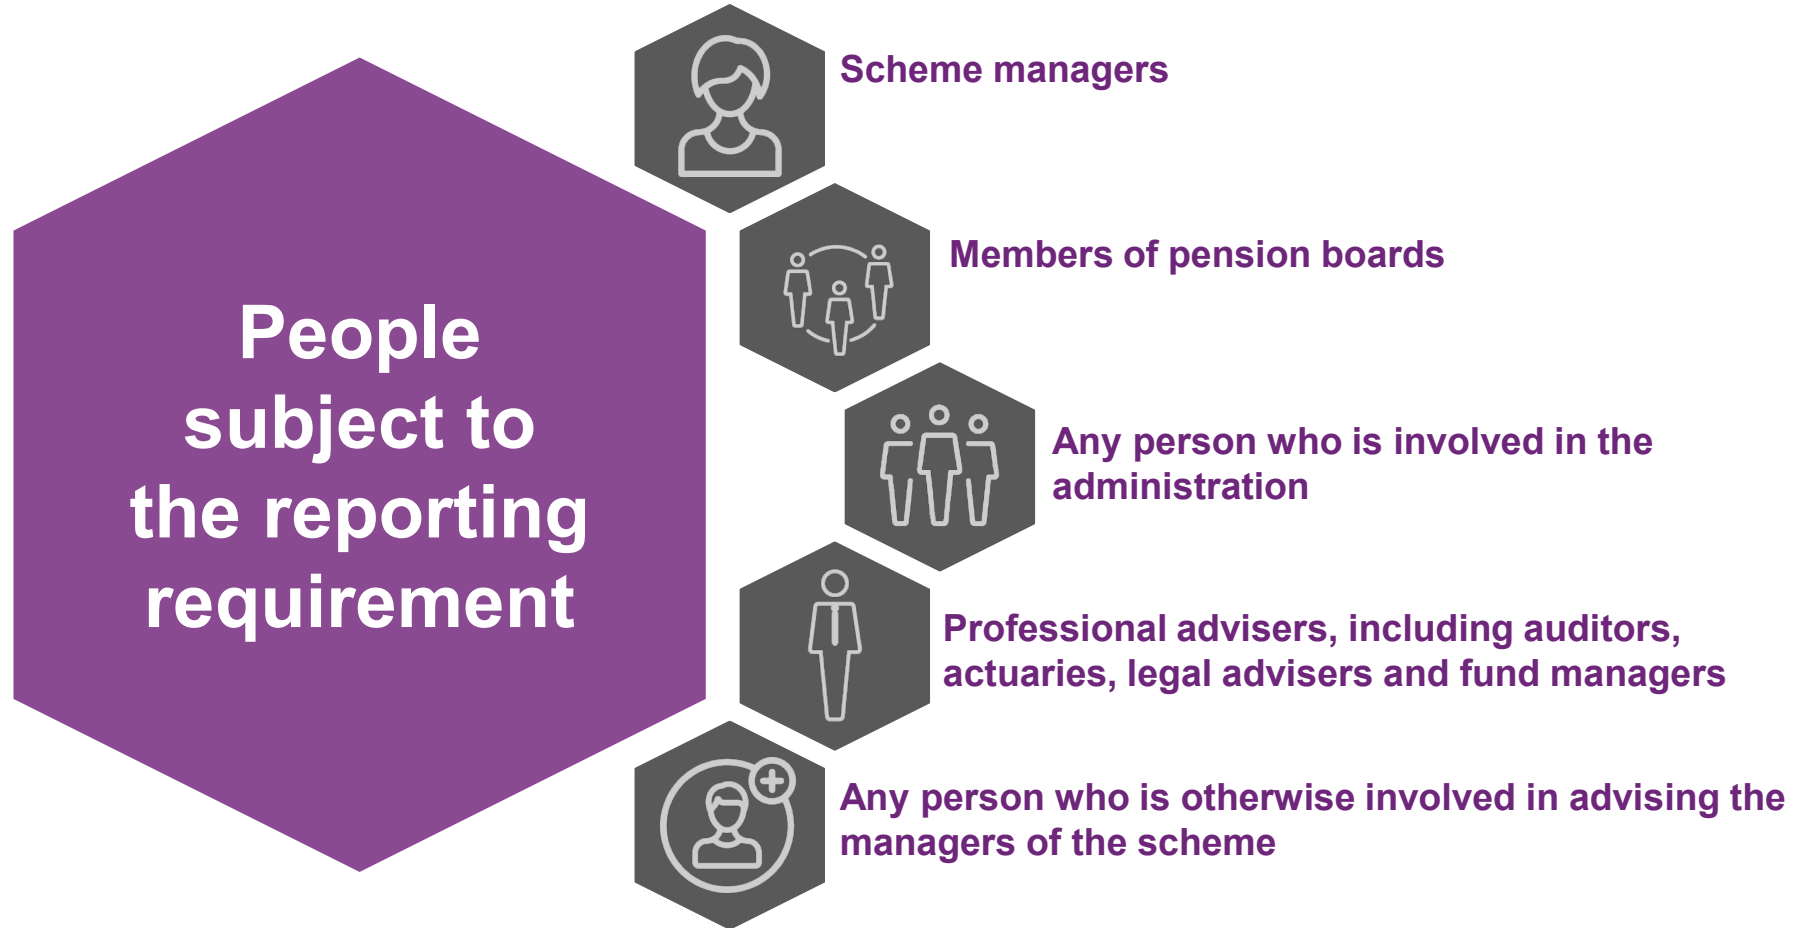 People
subject to
the reporting
requirement
Scheme managers
Members of pension boards
Any person who is involved in the
administration
Professional advisers, including auditors,
actuaries, legal advisers and fund managers
Any person who is otherwise involved in advising the
managers of the scheme